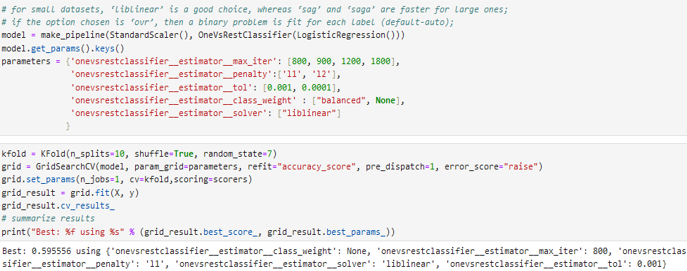 # for small datasets, ‘liblinear’ is a good choice, whereas ‘sag’ and ‘saga’ are faster for large ones;
# if the option chosen is ‘ovr’, then a binary problem is fit for each label (default-auto);
model = make_pipeline(StandardScaler(), OneVsRestClassifier(LogisticRegression()))
model.get_params().keys()
parameters = {'onevsrestclassifier__estimator__max_iter': [800, 900, 1200, 1800],
'onevsrestclassifier__estimator__penalty':['l1', 'l2'],
'onevsrestclassifier__estimator__tol': [0.001, 0.0001],
'onevsrestclassifier__estimator__class_weight' : ["balanced", None],
'onevsrestclassifier__estimator__solver': ["liblinear"]
}
kfold = KFold(n_splits=10, shuffle=True, random_state=7)
grid = GridSearchCV(model, param_grid=parameters, refit="accuracy_score", pre_dispatch=1, error_score="raise")
grid.set_params(n_jobs=1, cv=kfold,scoring=scorers)
grid_result = grid.fit(X, y)
grid_result.cv_results_
# summarize results
print("Best: %f using %s" % (grid_result.best_score_, grid_result.best_params_))
Best: 0.595556 using {'onevsrestclassifier__estimator__class_weight': None, 'onevsrestclassifier__estimator__max_iter': 800, 'onevsrestcla
ssifier__estimator__penalty': 'l1', 'onevsrestclassifier__estimator__solver': 'liblinear', 'onevsrestclassifier__estimator__tol': 0.001}